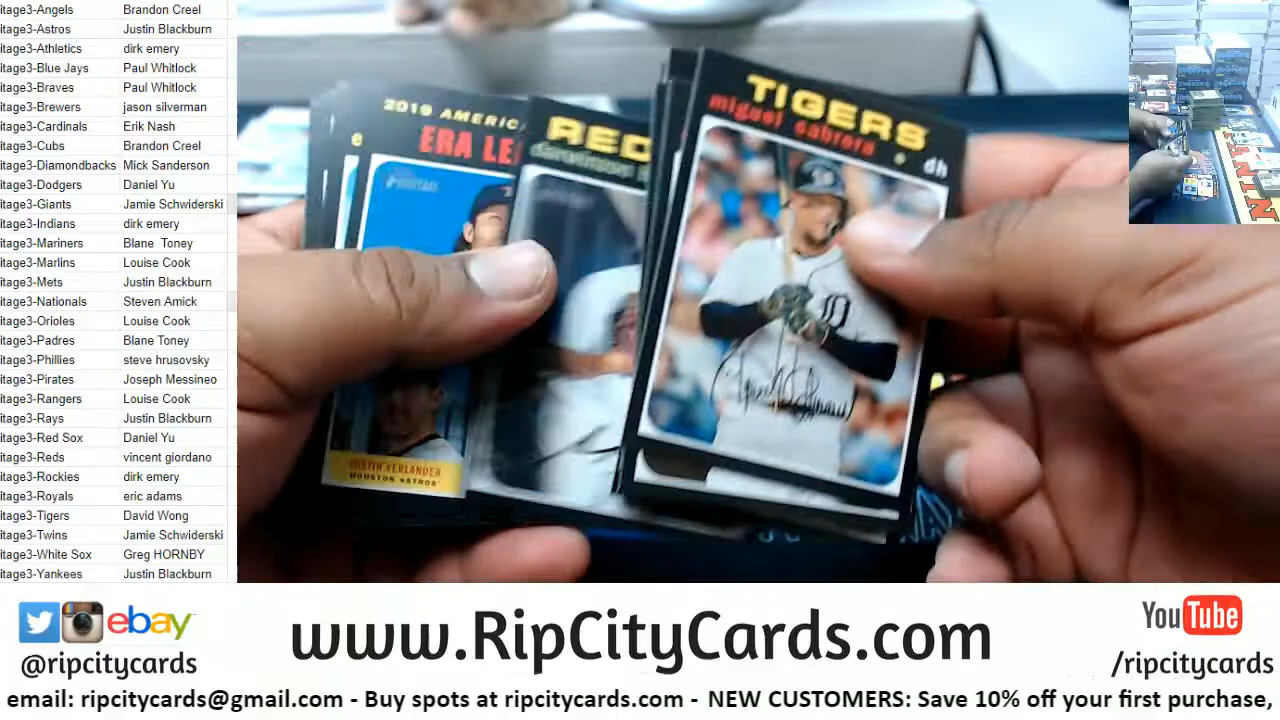 itage3-Angels Brandon Creel
itage3-Astros Justin Blackburn
itage3-Athletics dirk emery
itage3-Blue Jays Paul Whitlock
itage3-Braves Paul Whitlock
itage3-Brewers jason silverman
itage3-Cardinals Erik Nash
itage3-Cubs Brandon Creel
itage3-Diamondbacks Mick Sanderson
itage3-Dodgers Daniel Yu
itage3-Giants Jamie Schwiderski
itage3-Indians dirk emery
itage3-Mariners Blane Toney
itage3-Marlins Louise Cook
itage3-Mets Justin Blackburn
itage3-Nationals Steven Amick
itage3-Orioles Louise Cook
itage3-Padres Blane Toney
itage3-Phillies steve hrusovsky
itage3-Pirates Joseph Messineo
itage3-Rangers Louise Cook
itage3-Rays Justin Blackburn
itage3-Red Sox Daniel Yu
itage3-Reds vincent giordano
itage3-Rockies dirk emery
itage3-Royals eric adams
itage3-Tigers David Wong
itage3-Twins Jamie Schwiderski
itage3-White Sox Greg HORNBY
itage3-Yankees Justin Blackburn
2019 AMERIC
ERA LE
JUSTIN VERLANDER
HOUSTON ASTROS
RED
TIGERS
miguel cabrera dh
ebay
@ripcitycards
www.RipCityCards.com
YouTube
/ripcitycards
email: ripcitycards@gmail.com - Buy spots at ripcitycards.com - NEW CUSTOMERS: Save 10% off your first purchase,